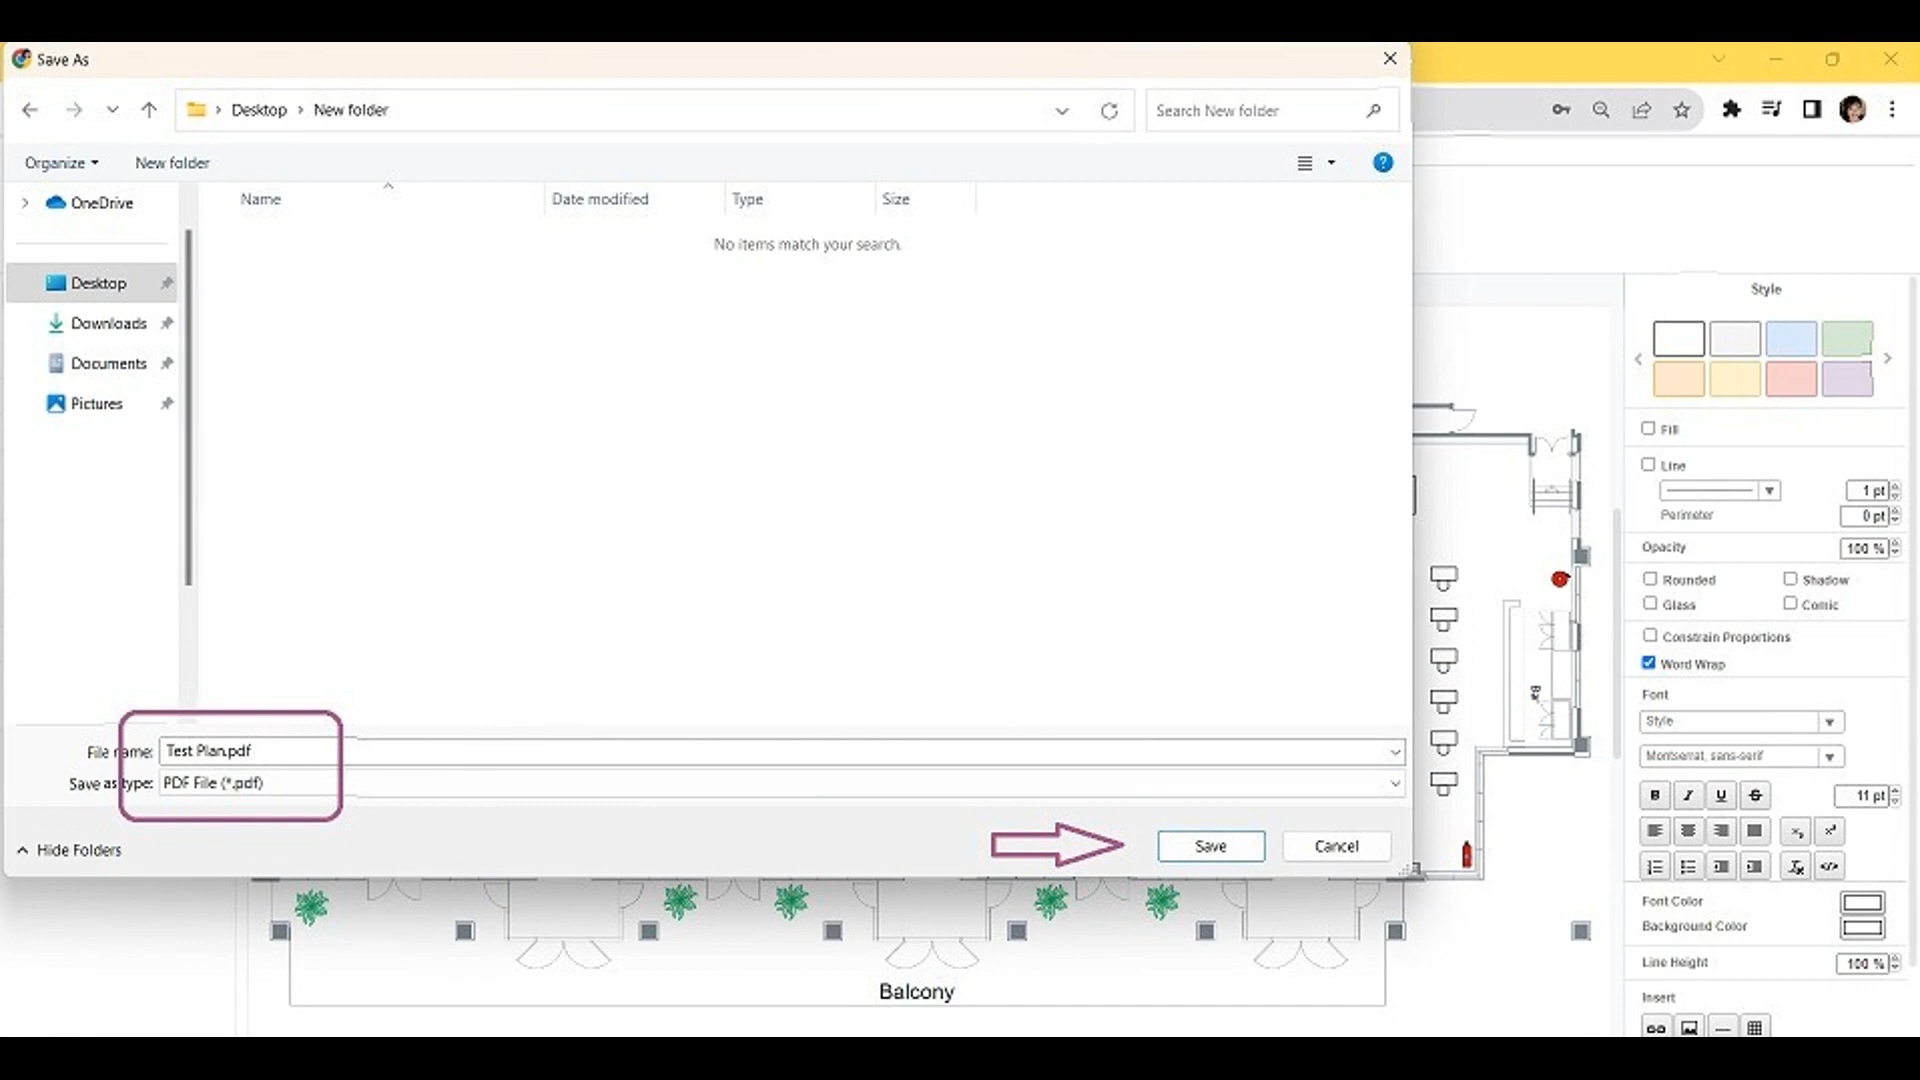 Save As
Desktop > New folder
Search New folder
Organize
New folder
OneDrive
Desktop
Downloads
Documents
Pictures
Name
Date modified
Type
Size
No items match your search.
File name: Test Plan.pdf
Save as type: PDF File (*.pdf)
Hide Folders
Save
Cancel
Bar
Balcony
Style
Fill
Line
1 pt
Perimeter
0 pt
Opacity
100 %
Rounded
Shadow
Glass
Comic
Constrain Proportions
Word Wrap
Font
Style
Montserrat, sans-serif
B I U S
11 pt
Font Color
Background Color
Line Height
100 %
Insert